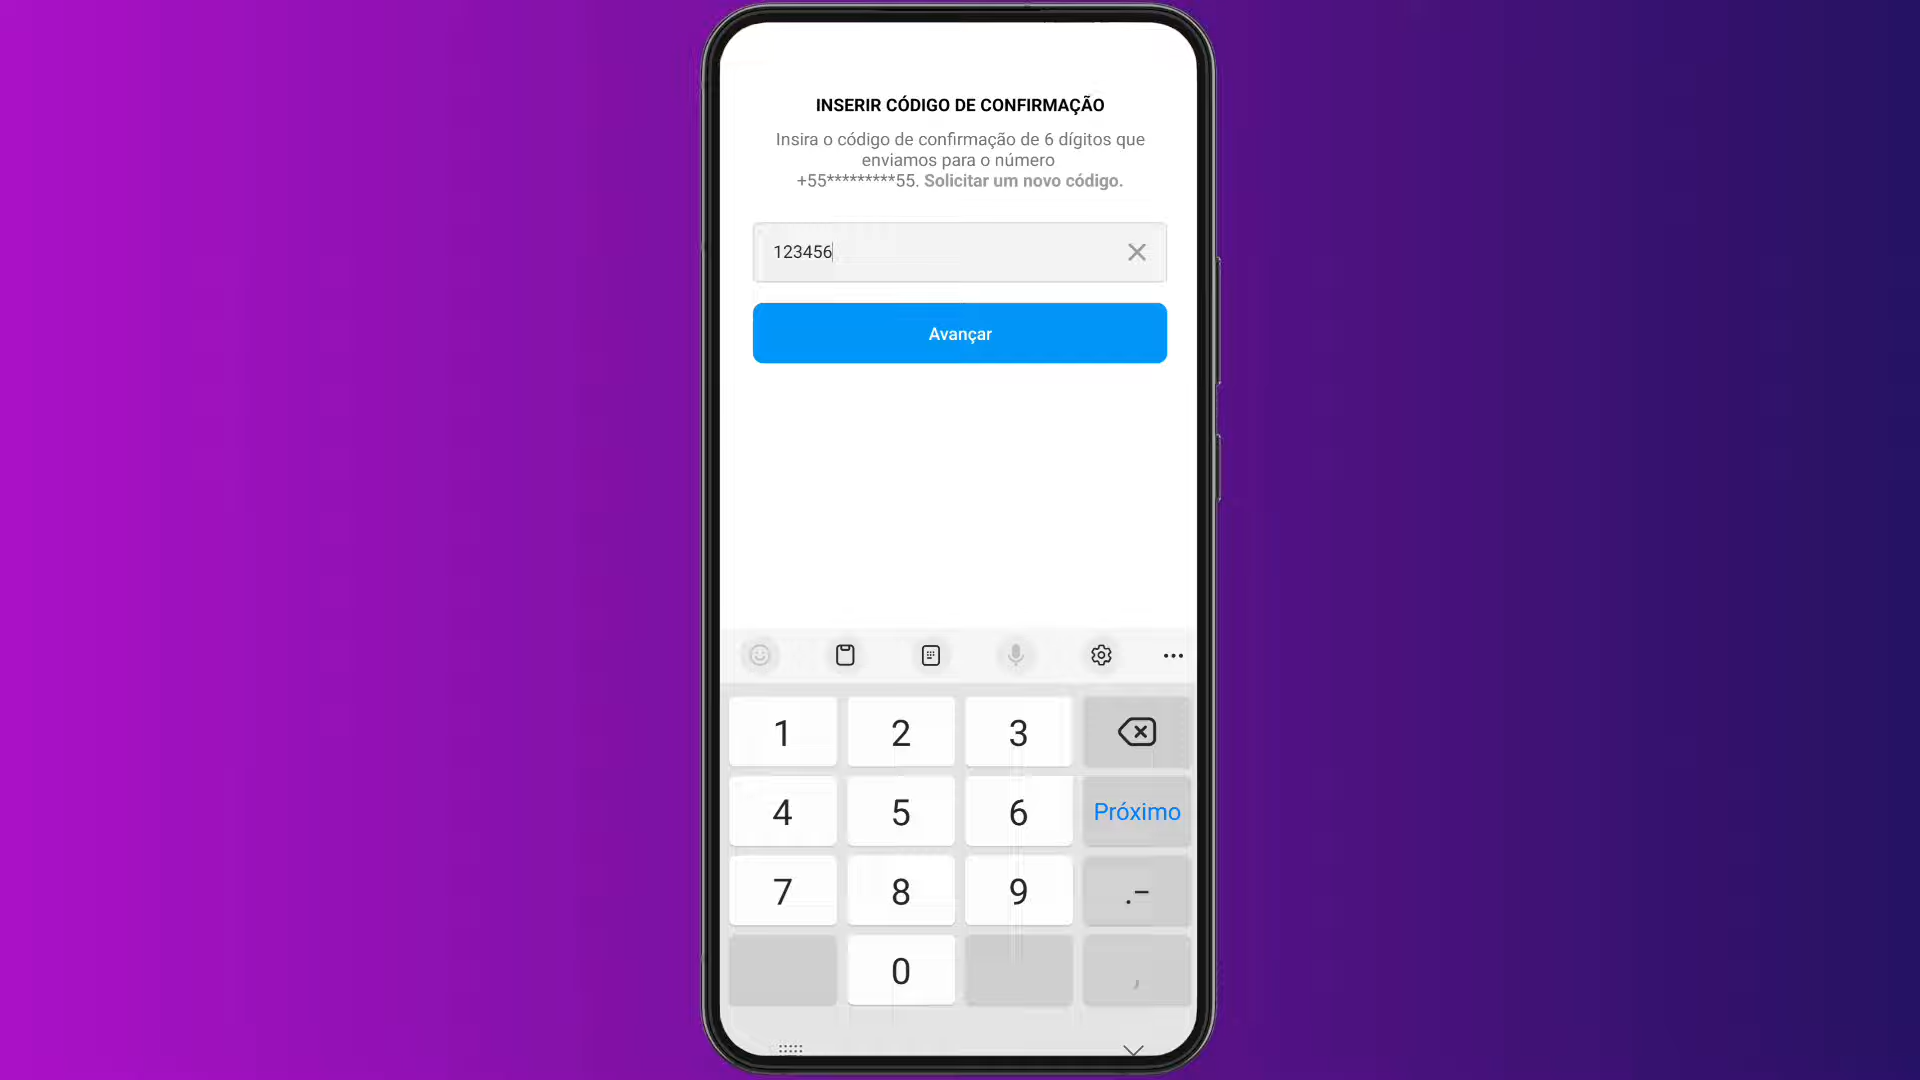 INSERIR CÓDIGO DE CONFIRMAÇÃO
Insira o código de confirmação de 6 dígitos que
enviamos para o número
+55*********55. Solicitar um novo código.
123456
Avançar
1 2 3
4 5 6 Próximo
7 8 9 .-
0 ,